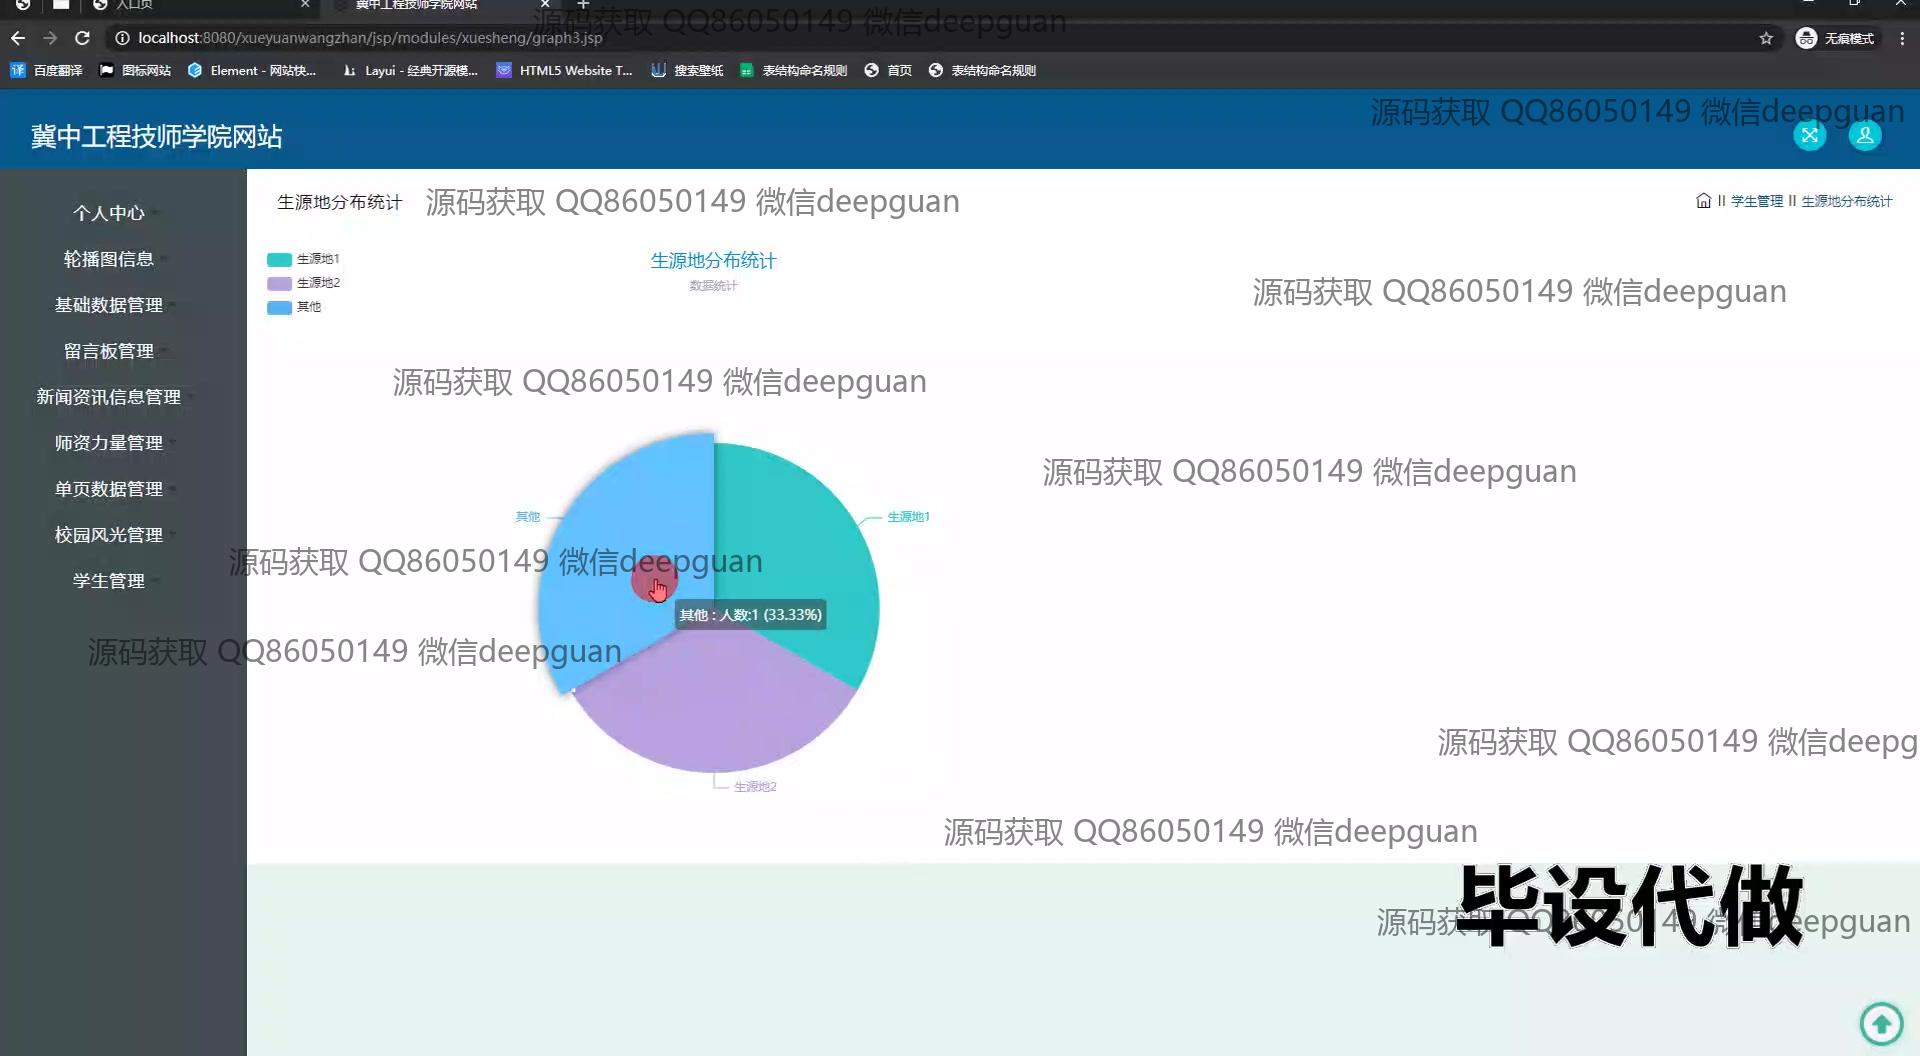 入口页
冀中工程技师学院网站
源码获取 QQ86050149 微信deepguan
localhost:8080/xueyuanwangzhan/jsp/modules/xuesheng/graph3.jsp
无痕模式
百度翻译
图标网站
Element - 网站快...
Layui - 经典开源模...
HTML5 Website T...
搜索壁纸
表结构命名规则
首页
表结构命名规则
源码获取 QQ86050149 微信deepguan
冀中工程技师学院网站
个人中心
轮播图信息
基础数据管理
留言板管理
新闻资讯信息管理
师资力量管理
单页数据管理
校园风光管理
学生管理
生源地分布统计
源码获取 QQ86050149 微信deepguan
学生管理
生源地分布统计
生源地1
生源地2
其他
生源地分布统计
数据统计
源码获取 QQ86050149 微信deepguan
源码获取 QQ86050149 微信deepguan
源码获取 QQ86050149 微信deepguan
其他
生源地1
源码获取 QQ86050149 微信deepguan
其他 : 人数:1 (33.33%)
源码获取 QQ86050149 微信deepguan
源码获取 QQ86050149 微信deepg
生源地2
源码获取 QQ86050149 微信deepguan
毕设代做
源码获取 QQ86050149 微信deepguan